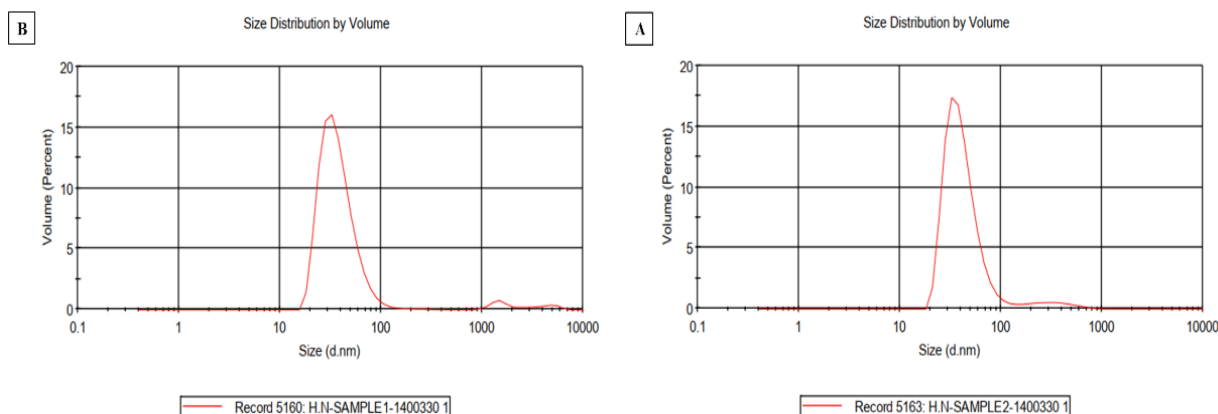 B
Size Distribution by Volume
20
15
10
5
0
Volume (Percent)
0.1 1 10 100 1000 10000
Size (d.nm)
Record 5160: H.N-SAMPLE1-1400330 1
A
Size Distribution by Volume
20
15
10
5
0
Volume (Percent)
0.1 1 10 100 1000 10000
Size (d.nm)
Record 5163: H.N-SAMPLE2-1400330 1